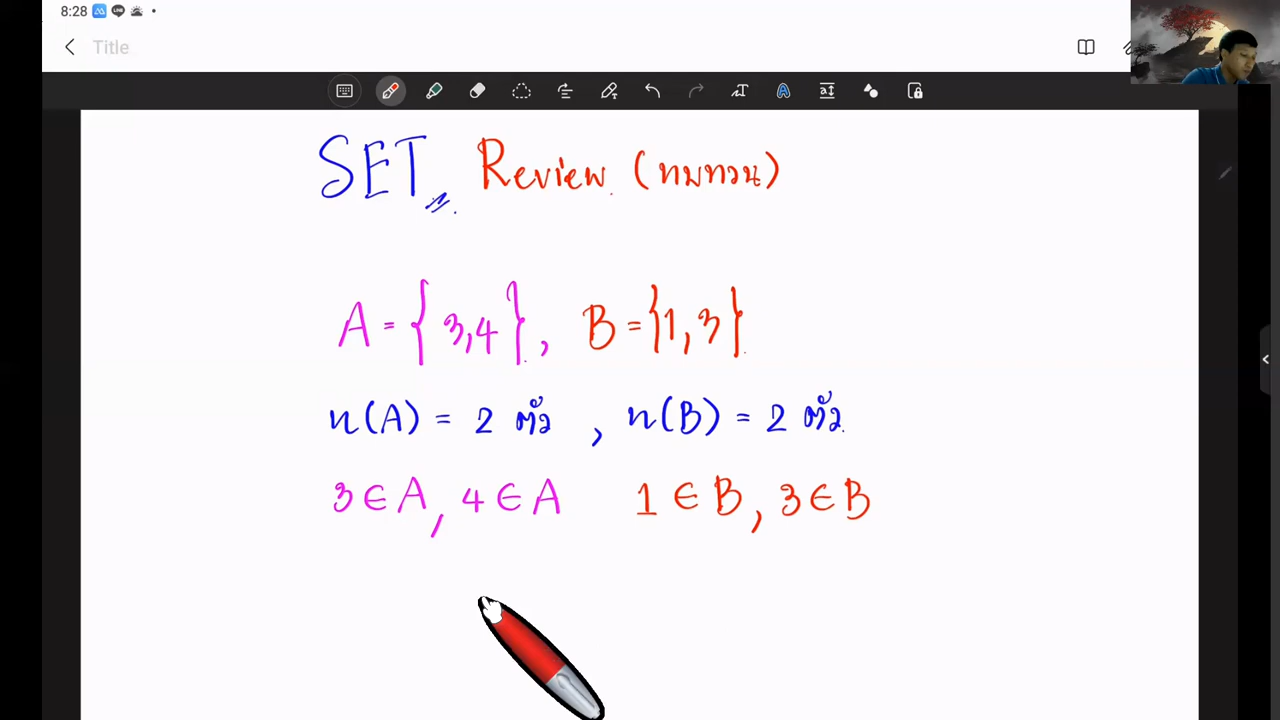 8:28
Title
SET Review (ทบทวน)
A = {3,4}, B = {1,3}
n(A) = 2 ตัว, n(B) = 2 ตัว
3 ∈ A, 4 ∈ A 1 ∈ B, 3 ∈ B